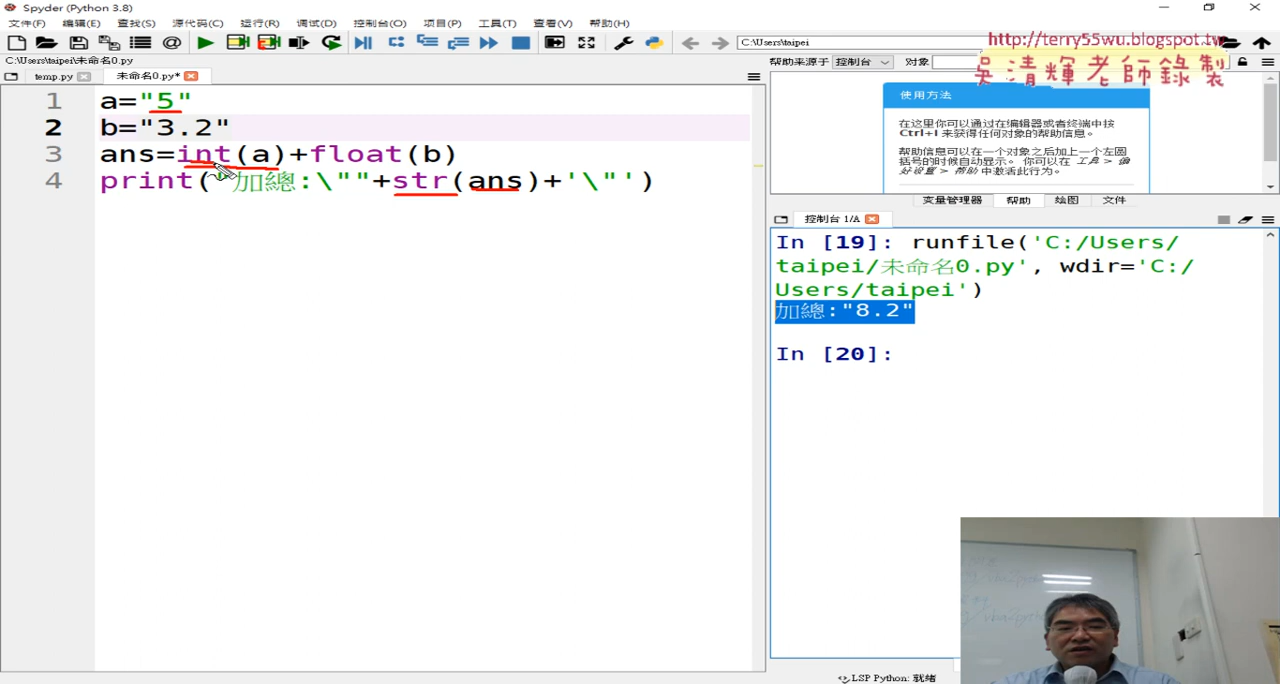 Spyder (Python 3.8)
文件(F) 编辑(E) 查找(S) 源代码(C) 运行(R) 调试(D) 控制台(O) 项目(P) 工具(T) 查看(V) 帮助(H)
C:\Users\taipei
http://terry55wu.blogspot.tw
C:\Users\taipei\未命名0.py
吳清輝老師錄製
temp.py 未命名0.py*
帮助来源于 控制台 对象
1 a="5"
2 b="3.2"
3 ans=int(a)+float(b)
4 print("加總:\""+str(ans)+'\"')
使用方法
在这里你可以通过在编辑器或者终端中按
Ctrl+I 来获得任何对象的帮助信息。
帮助信息可以在一个对象之后加上一个左圆
括号的时候自动显示。 你可以在 工具 > 偏
好设置 > 帮助 中激活此行为。
变量管理器 帮助 绘图 文件
控制台 1/A
In [19]: runfile('C:/Users/
taipei/未命名0.py', wdir='C:/
Users/taipei')
加總:"8.2"
In [20]:
LSP Python: 就绪